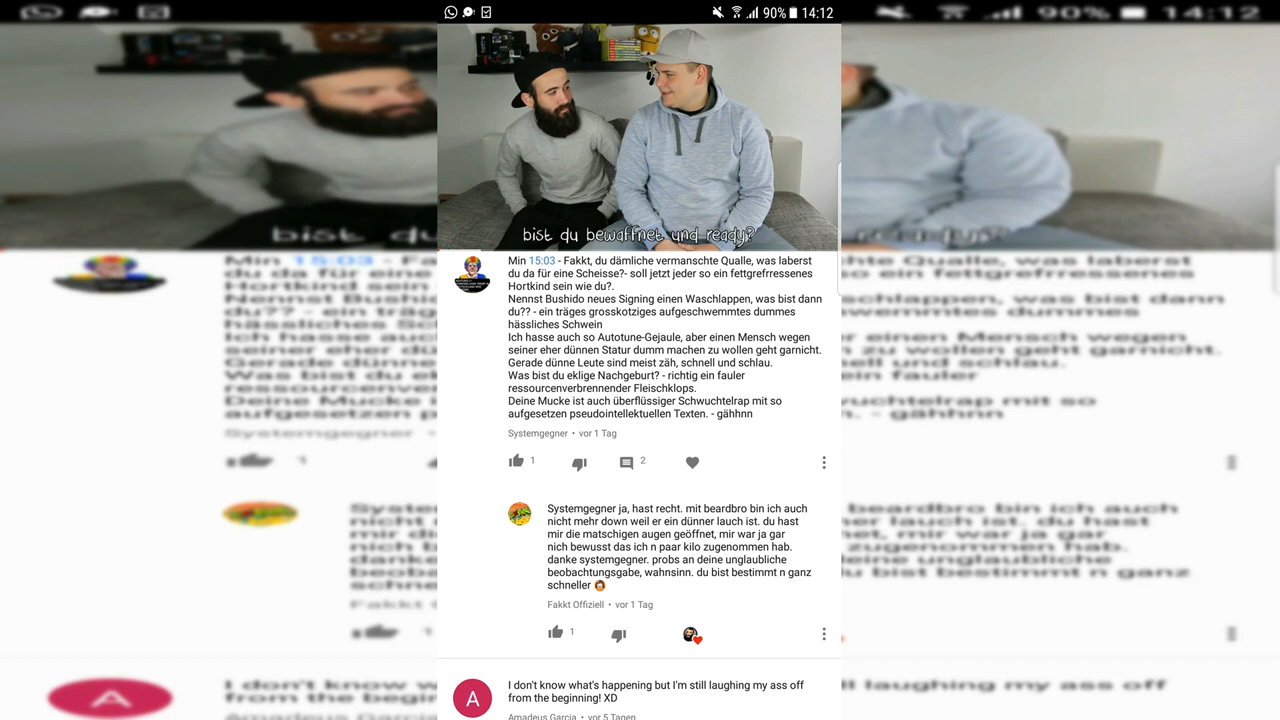 90% 14:12
bist du bewaffnet und ready?
Min 15:03 - Fakkt, du dämliche vermanschte Qualle, was laberst
du da für eine Scheisse?- soll jetzt jeder so ein fettgrefrressenes
Hortkind sein wie du?.
Nennst Bushido neues Signing einen Waschlappen, was bist dann
du?? - ein träges grosskotziges aufgeschwemmtes dummes
hässliches Schwein
Ich hasse auch so Autotune-Gejaule, aber einen Mensch wegen
seiner eher dünnen Statur dumm machen zu wollen geht garnicht.
Gerade dünne Leute sind meist zäh, schnell und schlau.
Was bist du eklige Nachgeburt? - richtig ein fauler
ressourcenverbrennender Fleischklops.
Deine Mucke ist auch überflüssiger Schwuchtelrap mit so
aufgesetzen pseudointellektuellen Texten. - gähhnn
Systemgegner • vor 1 Tag
1 2
Systemgegner ja, hast recht. mit beardbro bin ich auch
nicht mehr down weil er ein dünner lauch ist. du hast
mir die matschigen augen geöffnet, mir war ja gar
nich bewusst das ich n paar kilo zugenommen hab.
danke systemgegner. probs an deine unglaubliche
beobachtungsgabe, wahnsinn. du bist bestimmt n ganz
schneller
Fakkt Offiziell • vor 1 Tag
1
A
I don't know what's happening but I'm still laughing my ass off
from the beginning! XD
Amadeus Garcia • vor 5 Tagen